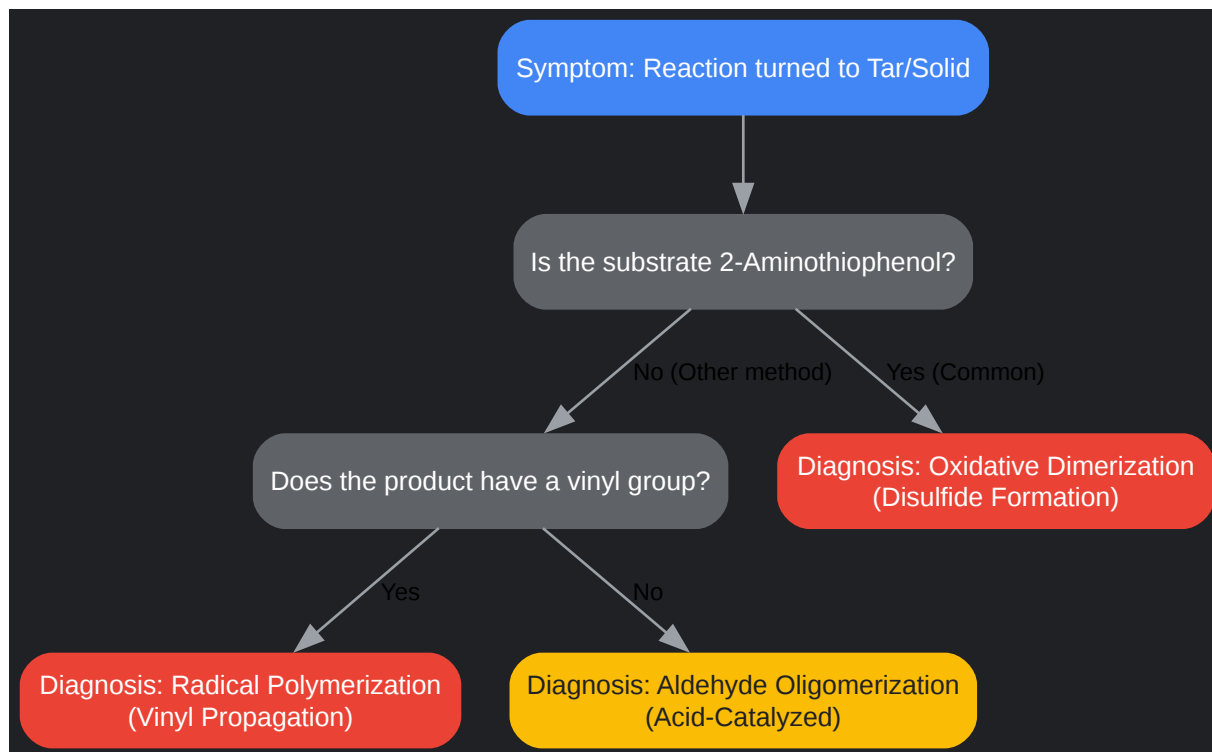 Symptom: Reaction turned to Tar/Solid
Is the substrate 2-Aminothiophenol?
No (Other method)
Yes (Common)
Does the product have a vinyl group?
Diagnosis: Oxidative Dimerization
(Disulfide Formation)
Yes
No
Diagnosis: Radical Polymerization
(Vinyl Propagation)
Diagnosis: Aldehyde Oligomerization
(Acid-Catalyzed)